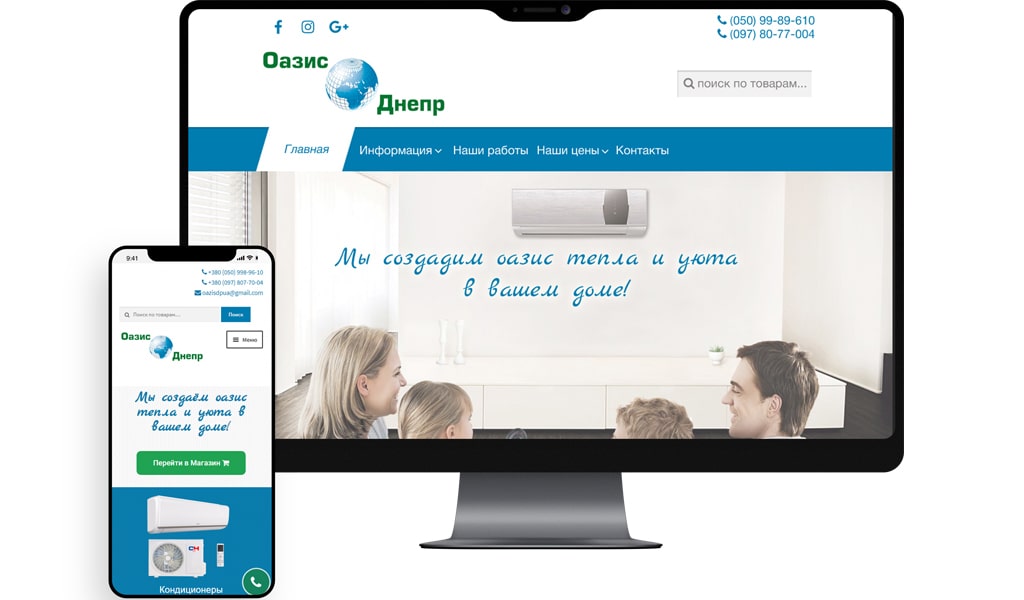 G+
(050) 99-89-610
(097) 80-77-004
Оазис
Днепр
поиск по товарам...
Главная
Информация
Наши работы
Наши цены
Контакты
Мы создадим оазис тепла и уюта
в вашем доме!
9:41
+380 (050) 998-96-10
+380 (097) 807-70-04
oazisdpua@gmail.com
Поиск по товарам…
Поиск
Оазис
Днепр
Меню
Мы создаём оазис
тепла и уюта в
вашем доме!
Перейти в Магазин
CH
Кондиционеры